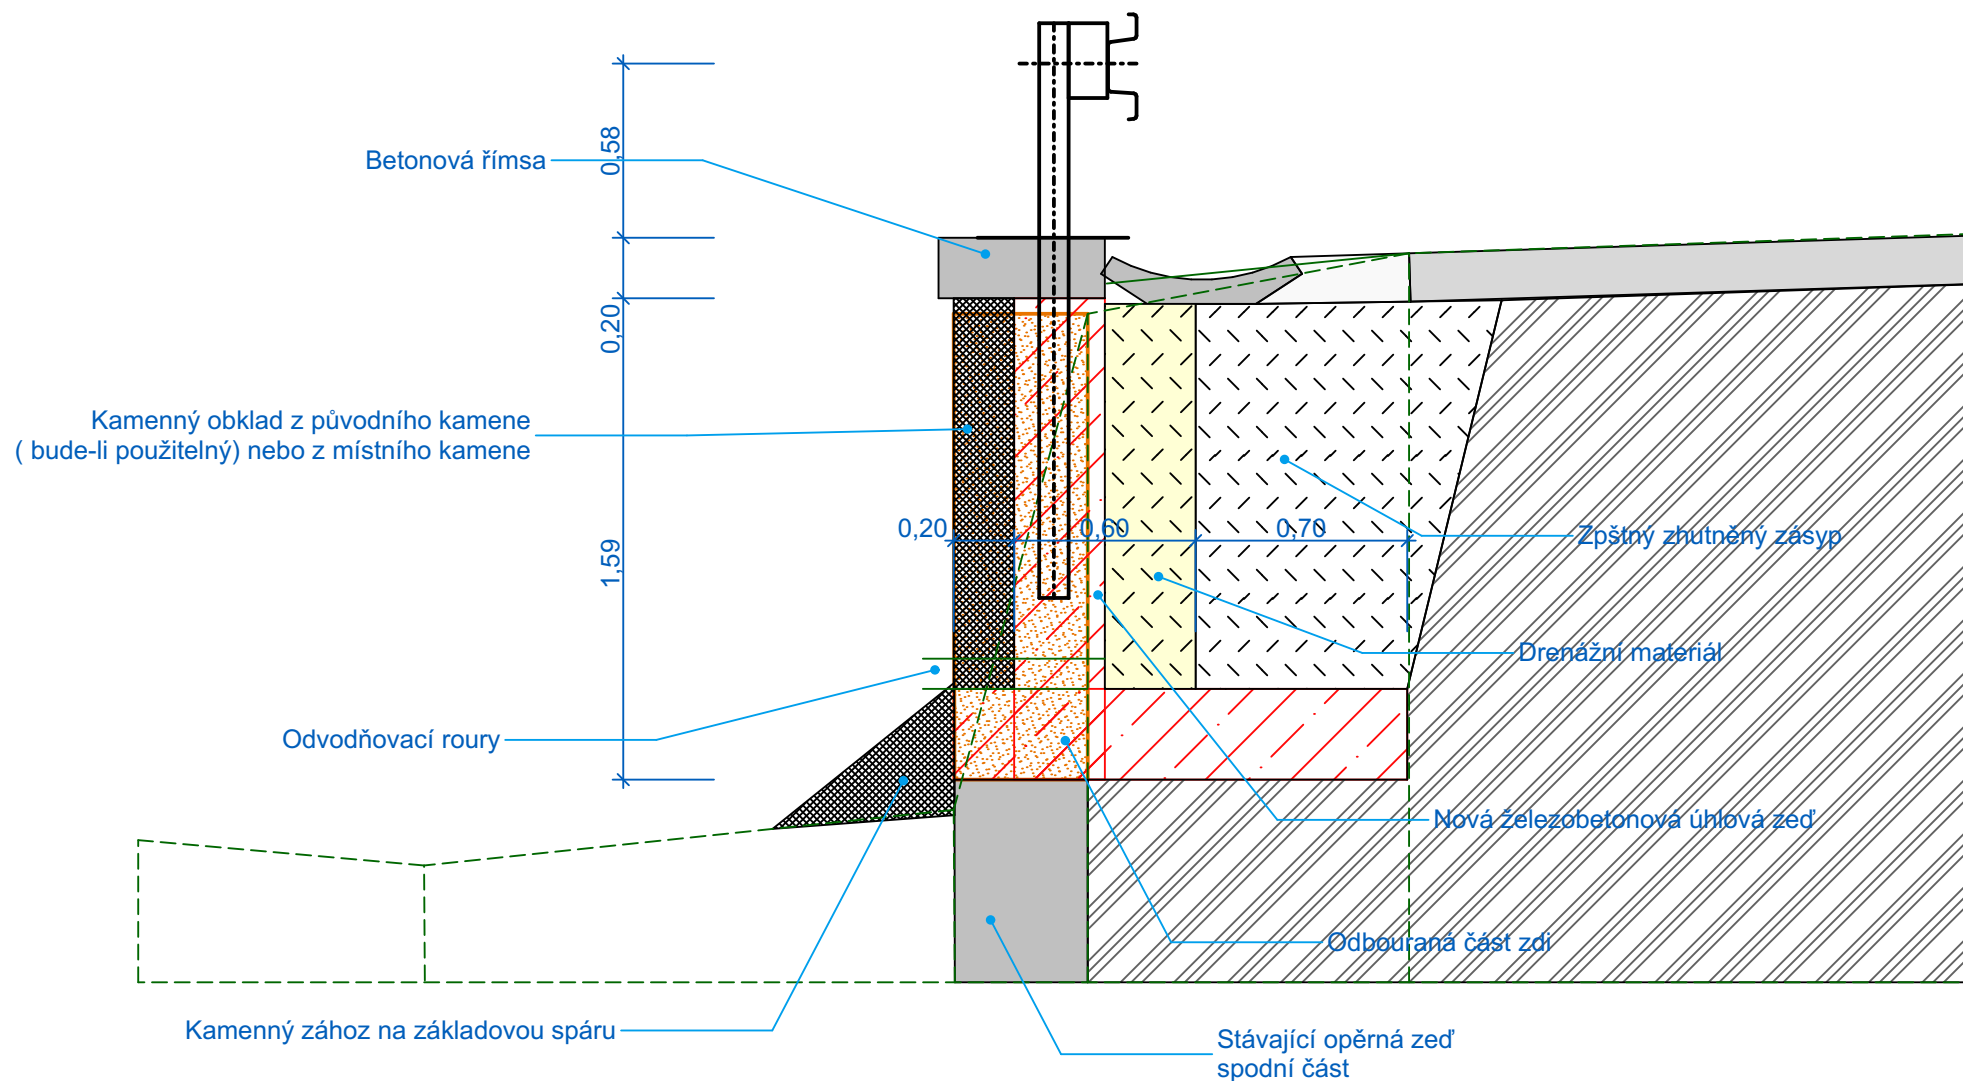 0,58
Betonová římsa
0,20
Kamenný obklad z původního kamene
( bude-li použitelný) nebo z místního kamene
0,20
0,60
0,70
Zpštný zhutněný zásyp
1,59
Drenážní materiál
Odvodňovací roury
Nová železobetonová úhlová zeď
Odbouraná část zdi
Kamenný zához na základovou spáru
Stávající opěrná zeď
spodní část